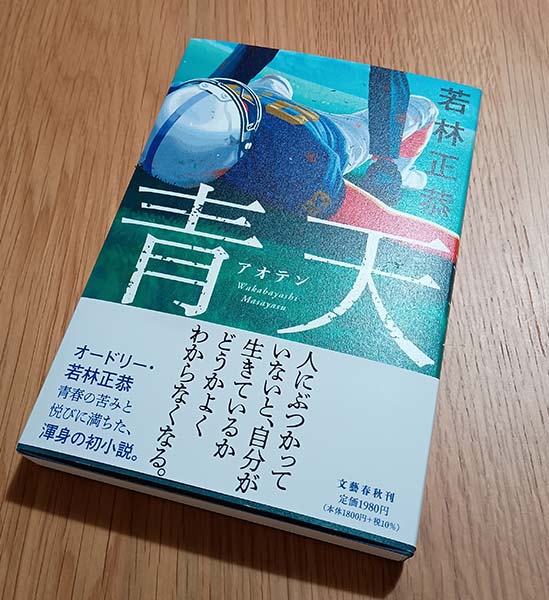 若林正恭
青天
アオテン
Wakabayashi
Masayasu
人にぶつかって
いないと、自分が
生きているか
どうかよく
わからなくなる。
オードリー・
若林正恭
青春の苦みと
悦びに満ちた、
渾身の初小説。
文藝春秋刊
定価1980円
(本体1800円+税10%)